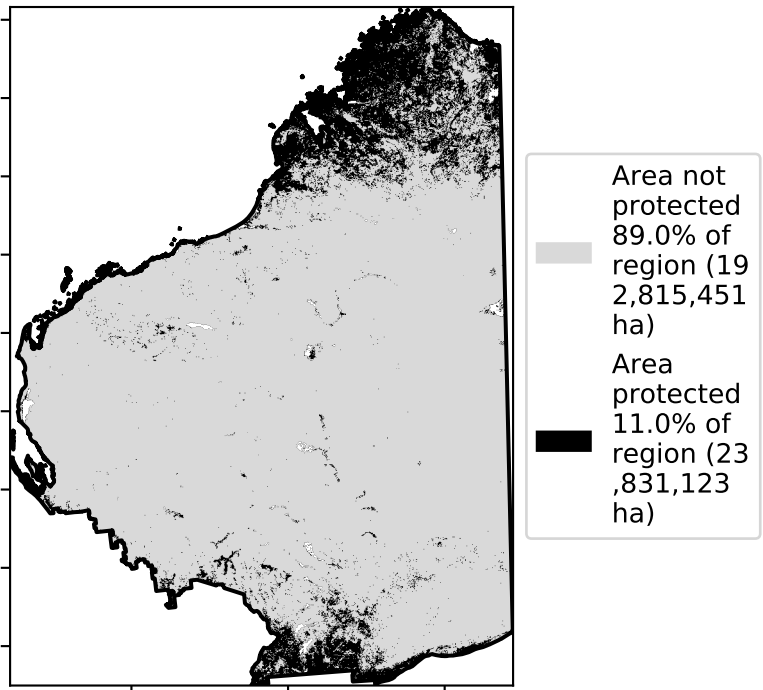 Area not
protected
89.0% of
region (19
2,815,451
ha)
Area
protected
11.0% of
region (23
,831,123
ha)